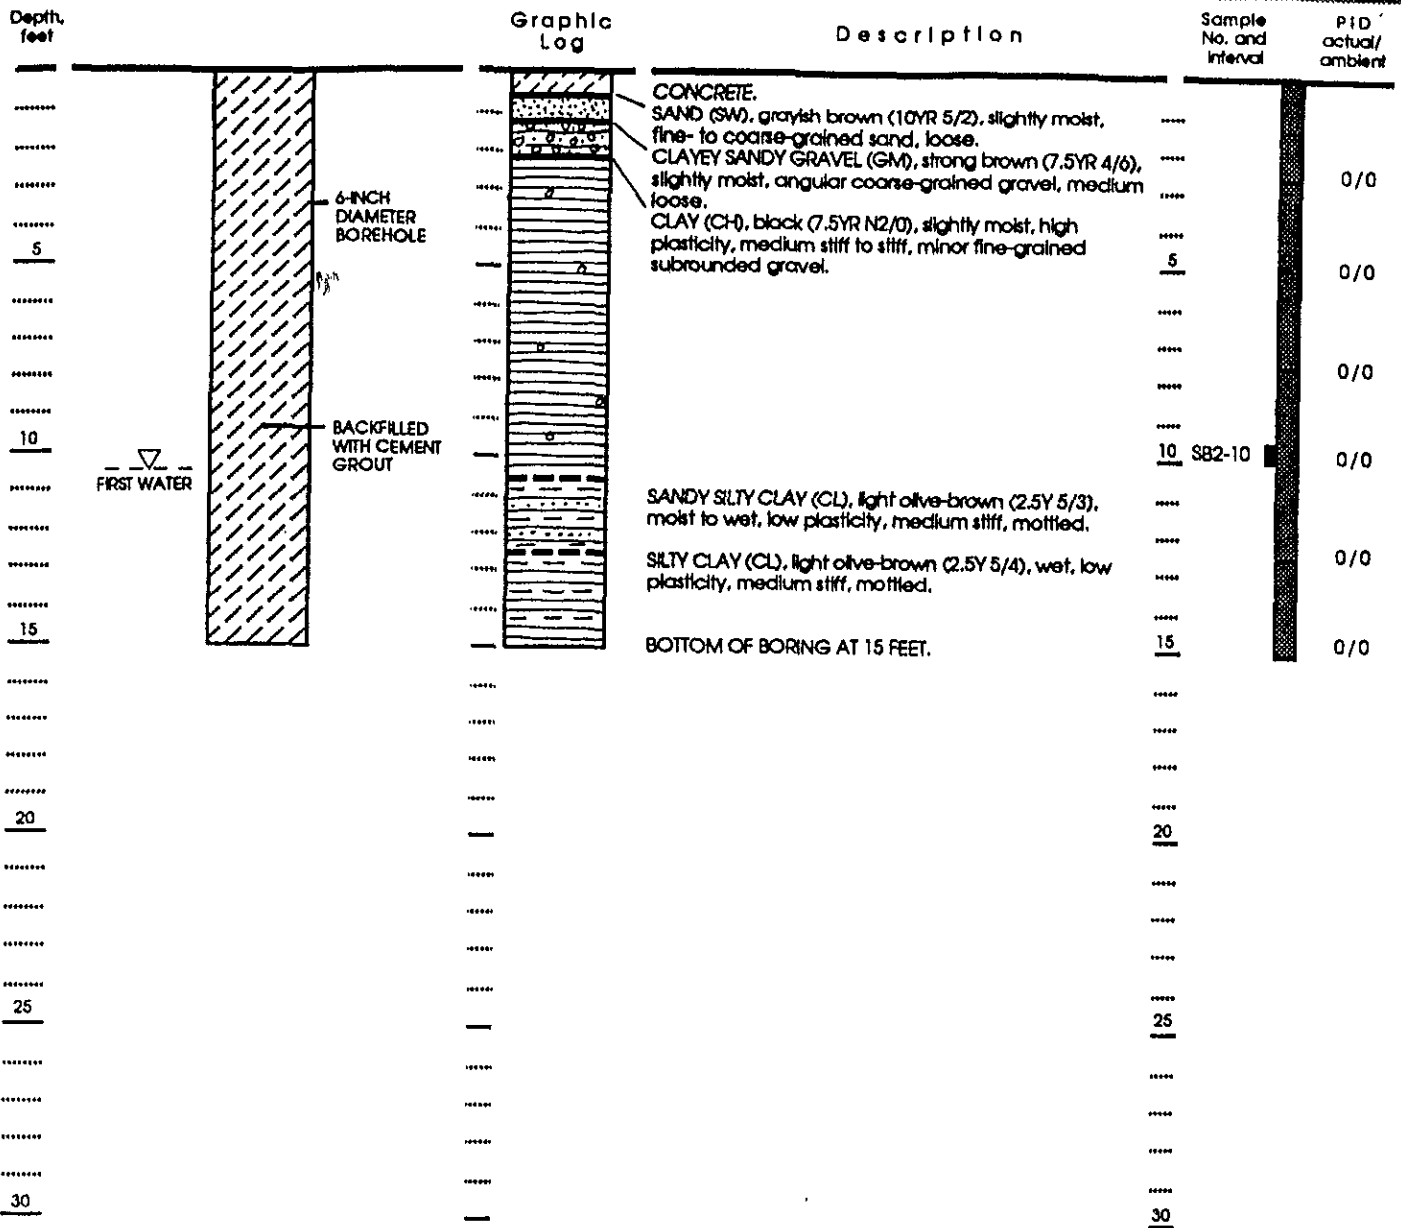 Depth, feet
Graphic Log
Description
Sample No. and Interval
PID actual/ ambient
CONCRETE.
SAND (SW), grayish brown (10YR 5/2), slightly moist,
fine- to coarse-grained sand, loose.
CLAYEY SANDY GRAVEL (GM), strong brown (7.5YR 4/6),
slightly moist, angular coarse-grained gravel, medium
loose.
CLAY (CH), black (7.5YR N2/0), slightly moist, high
plasticity, medium stiff to stiff, minor fine-grained
subrounded gravel.
6-INCH
DIAMETER
BOREHOLE
0/0
5
5
0/0
0/0
BACKFILLED
WITH CEMENT
GROUT
10
10
SB2-10
0/0
FIRST WATER
SANDY SILTY CLAY (CL), light olive-brown (2.5Y 5/3),
moist to wet, low plasticity, medium stiff, mottled.
SILTY CLAY (CL), light olive-brown (2.5Y 5/4), wet, low
plasticity, medium stiff, mottled.
0/0
15
BOTTOM OF BORING AT 15 FEET.
15
0/0
20
20
25
25
30
30